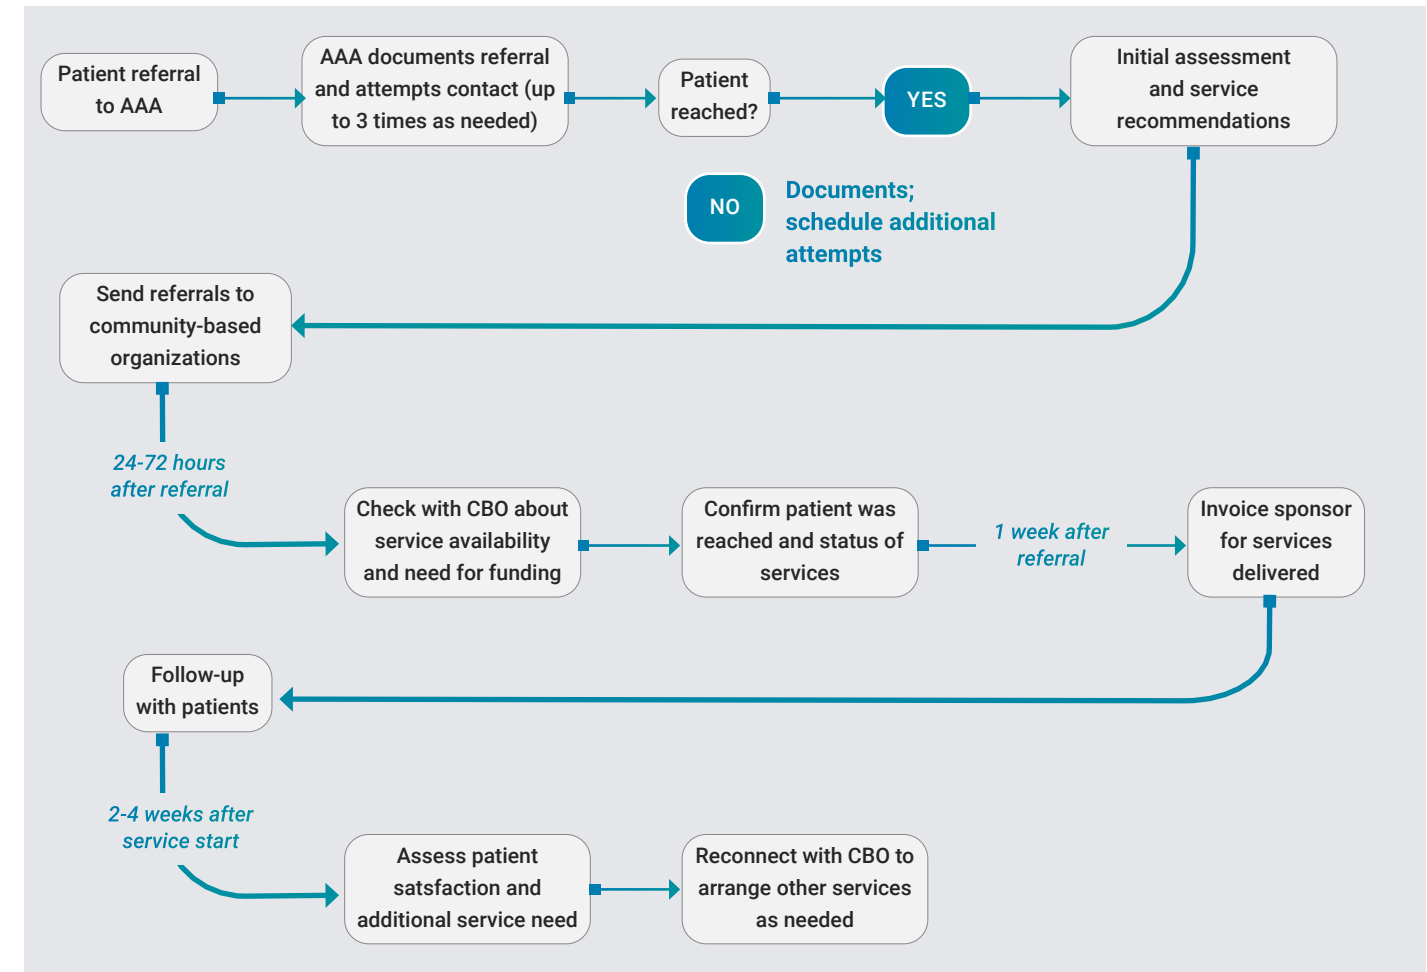 Patient referral
to AAA
AAA documents referral
and attempts contact (up
to 3 times as needed)
Patient
reached?
YES
Initial assessment
and service
recommendations
NO
Documents;
schedule additional
attempts
Send referrals to
community-based
organizations
24-72 hours
after referral
Check with CBO about
service availability
and need for funding
Confirm patient was
reached and status of
services
1 week after
referral
Invoice sponsor
for services
delivered
Follow-up
with patients
2-4 weeks after
service start
Assess patient
satsfaction and
additional service need
Reconnect with CBO to
arrange other services
as needed